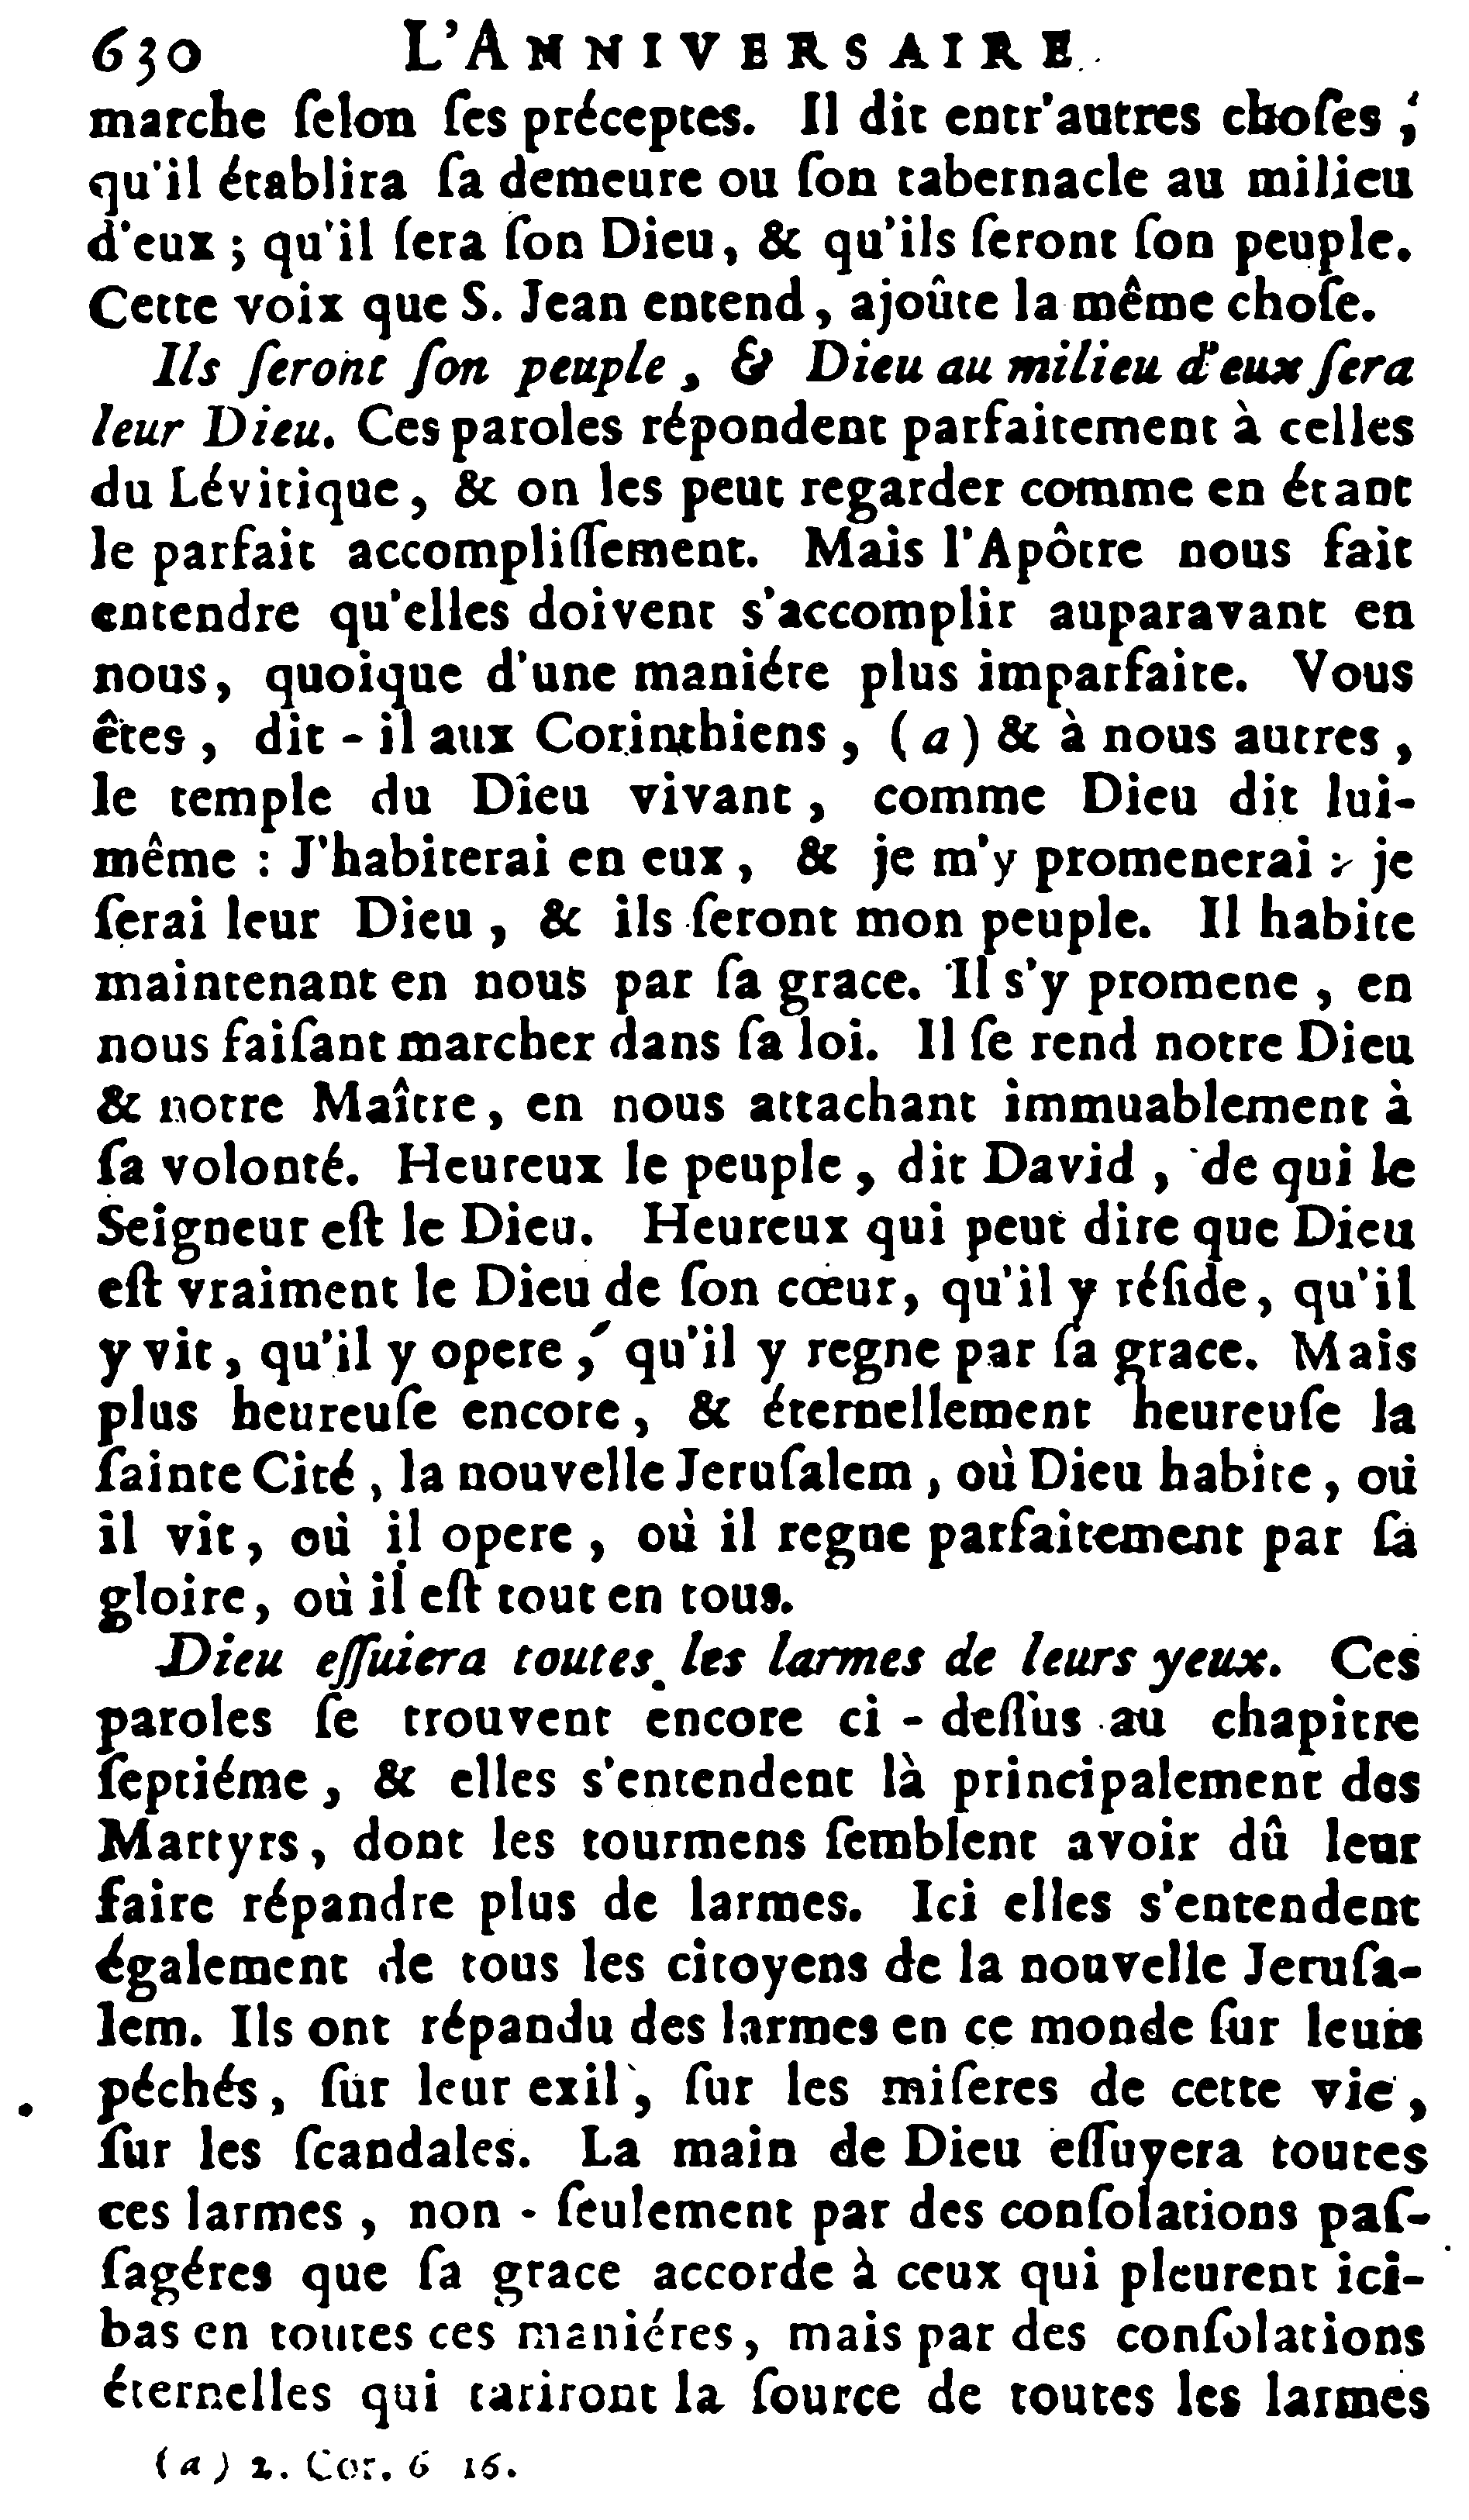 630 L'ANNIVERSAIRE.
marche ſelon ſes préceptes. Il dit entr'autres choſes,
qu'il établira ſa demeure ou ſon tabernacle au milieu
d'eux ; qu'il ſera ſon Dieu, & qu'ils ſeront ſon peuple.
Cette voix que S. Jean entend, ajoûte la même choſe.
Ils ſeront ſon peuple, & Dieu au milieu d'eux ſera
leur Dieu. Ces paroles répondent parfaitement à celles
du Lévitique, & on les peut regarder comme en étant
le parfait accompliſſement. Mais l'Apôtre nous fait
entendre qu'elles doivent s'accomplir auparavant en
nous, quoique d'une maniére plus imparfaite. Vous
êtes, dit-il aux Corinthiens, (a) & à nous autres,
le temple du Dieu vivant, comme Dieu dit lui-
même : J'habiterai en eux, & je m'y promenerai : je
ſerai leur Dieu, & ils ſeront mon peuple. Il habite
maintenant en nous par ſa grace. Il s'y promene, en
nous faiſant marcher dans ſa loi. Il ſe rend notre Dieu
& notre Maître, en nous attachant immuablement à
ſa volonté. Heureux le peuple, dit David, de qui le
Seigneur eſt le Dieu. Heureux qui peut dire que Dieu
eſt vraiment le Dieu de ſon cœur, qu'il y réſide, qu'il
y vit, qu'il y opere, qu'il y regne par ſa grace. Mais
plus heureuſe encore, & éternellement heureuſe la
ſainte Cité, la nouvelle Jeruſalem, où Dieu habite, où
il vit, où il opere, où il regne parfaitement par ſa
gloire, où il eſt tout en tous.
Dieu eſſuiera toutes les larmes de leurs yeux. Ces
paroles ſe trouvent encore ci-deſſus au chapitre
ſeptiéme, & elles s'entendent là principalement des
Martyrs, dont les tourmens ſemblent avoir dû leur
faire répandre plus de larmes. Ici elles s'entendent
également de tous les citoyens de la nouvelle Jeruſa-
lem. Ils ont répandu des larmes en ce monde ſur leurs
péchés, ſur leur exil, ſur les miſeres de cette vie,
ſur les ſcandales. La main de Dieu eſſuyera toutes
ces larmes, non-ſeulement par des conſolations paſ-
ſagéres que ſa grace accorde à ceux qui pleurent ici-
bas en toutes ces maniéres, mais par des conſolations
éternelles qui tariront la ſource de toutes les larmes
(a) 2. Cor. 6 16.